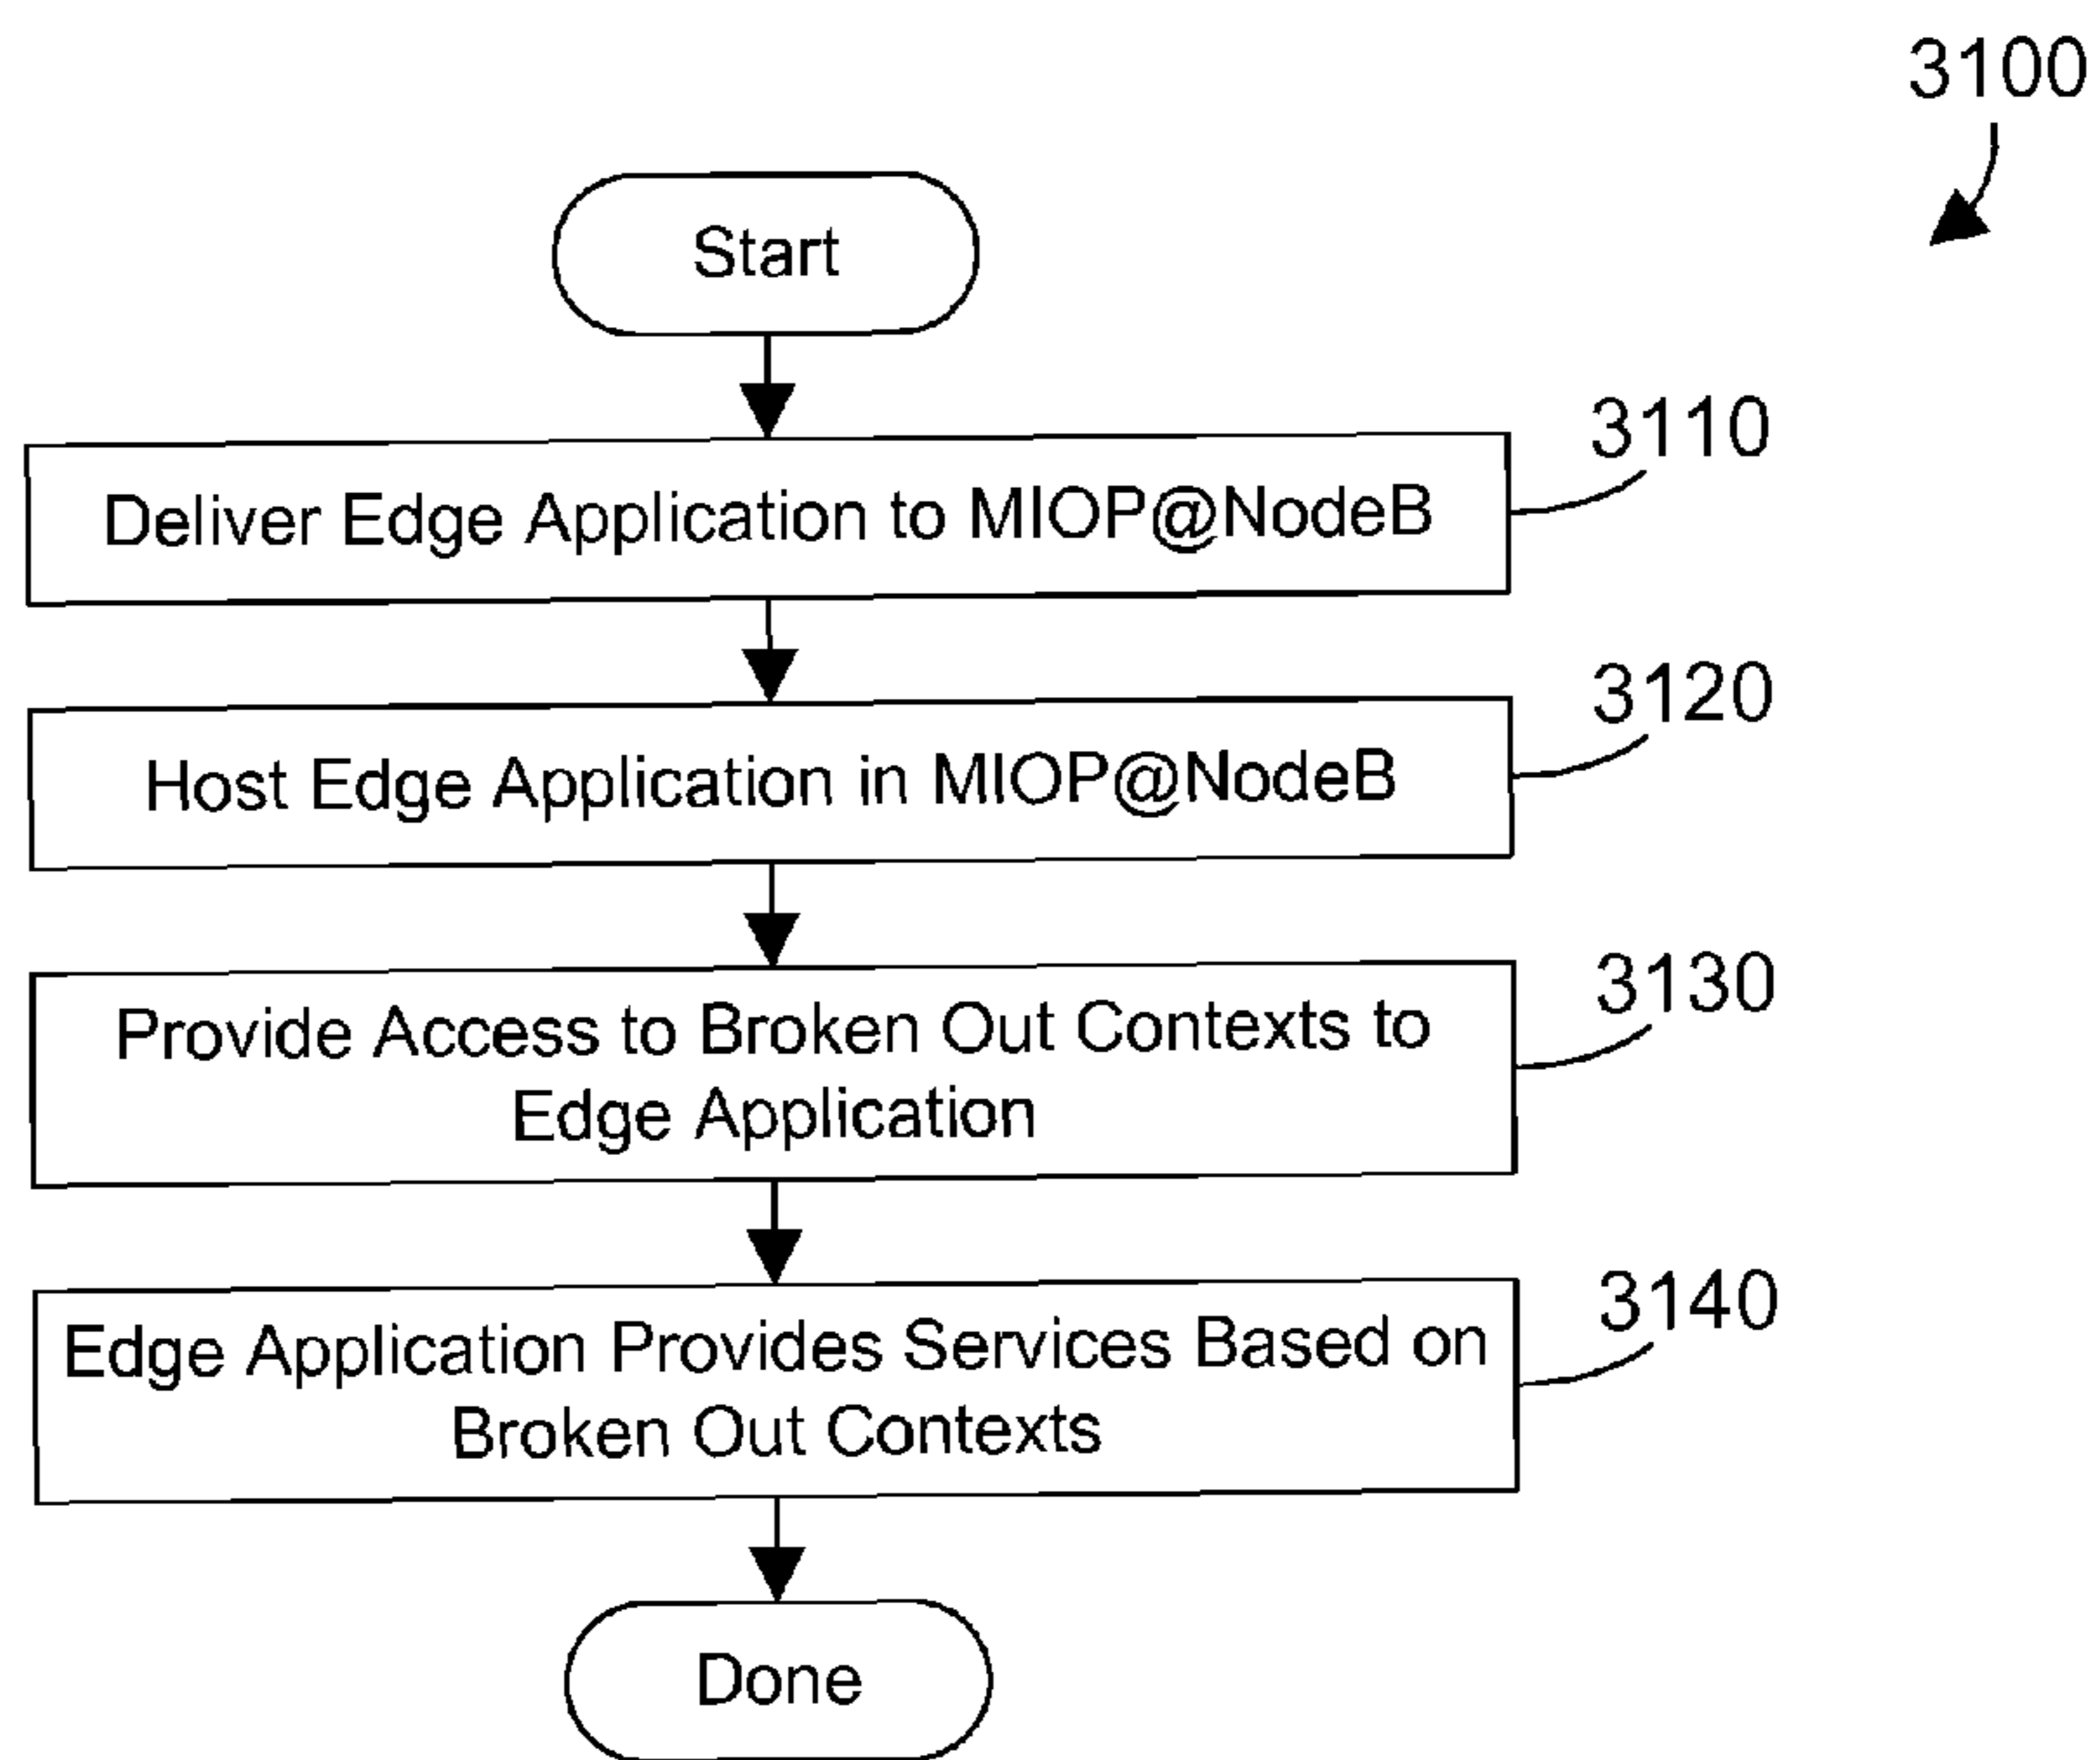 3100
Start
3110
Deliver Edge Application to MIOP@NodeB
3120
Host Edge Application in MIOP@NodeB
3130
Provide Access to Broken Out Contexts to
Edge Application
3140
Edge Application Provides Services Based on
Broken Out Contexts
Done